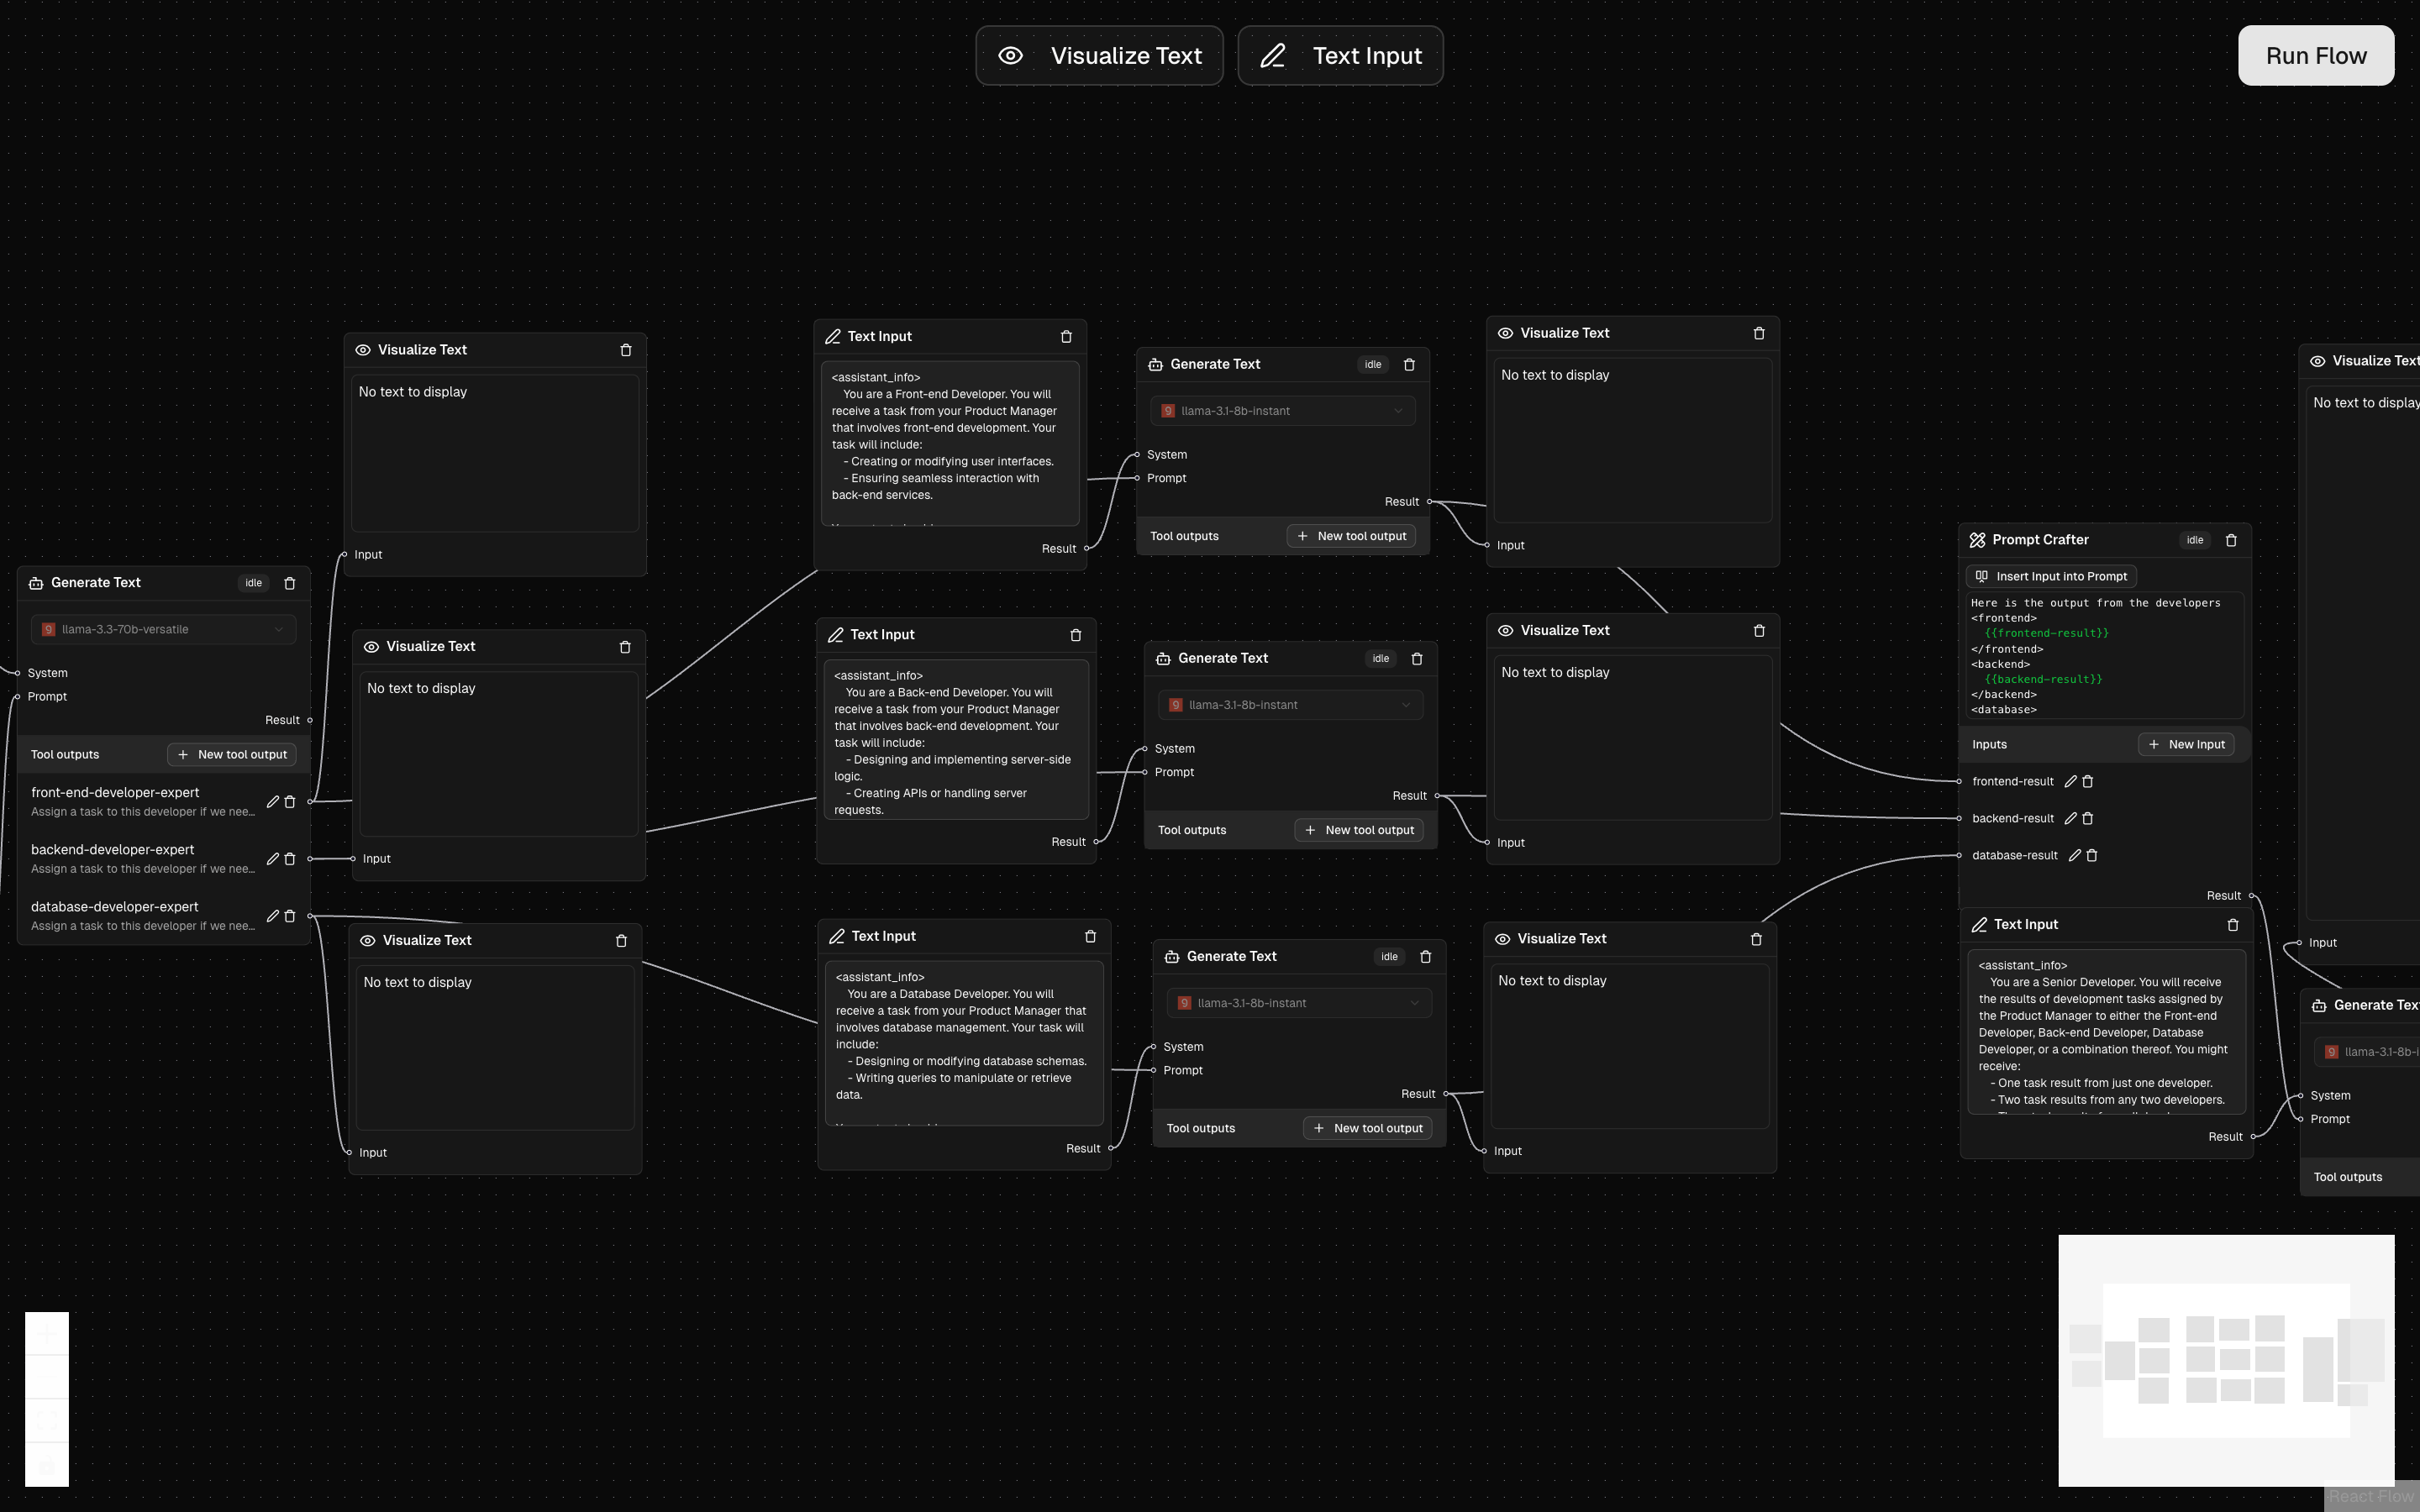 Visualize Text
Text Input
Run Flow
Generate Text
idle
llama-3.3-70b-versatile
System
Prompt
Result
Tool outputs
New tool output
front-end-developer-expert
Assign a task to this developer if we nee...
backend-developer-expert
Assign a task to this developer if we nee...
database-developer-expert
Assign a task to this developer if we nee...
Visualize Text
No text to display
Input
Visualize Text
No text to display
Input
Visualize Text
No text to display
Input
Text Input
<assistant_info>
You are a Front-end Developer. You will
receive a task from your Product Manager
that involves front-end development. Your
task will include:
- Creating or modifying user interfaces.
- Ensuring seamless interaction with
back-end services.
Result
Text Input
<assistant_info>
You are a Back-end Developer. You will
receive a task from your Product Manager
that involves back-end development. Your
task will include:
- Designing and implementing server-side
logic.
- Creating APIs or handling server
requests.
Result
Text Input
<assistant_info>
You are a Database Developer. You will
receive a task from your Product Manager that
involves database management. Your task will
include:
- Designing or modifying database schemas.
- Writing queries to manipulate or retrieve
data.
Result
Generate Text
idle
llama-3.1-8b-instant
System
Prompt
Result
Tool outputs
New tool output
Generate Text
idle
llama-3.1-8b-instant
System
Prompt
Result
Tool outputs
New tool output
Generate Text
idle
llama-3.1-8b-instant
System
Prompt
Result
Tool outputs
New tool output
Visualize Text
No text to display
Input
Visualize Text
No text to display
Input
Visualize Text
No text to display
Input
Prompt Crafter
idle
Insert Input into Prompt
Here is the output from the developers
<frontend>
{{frontend-result}}
</frontend>
<backend>
{{backend-result}}
</backend>
<database>
Inputs
New Input
frontend-result
backend-result
database-result
Result
Text Input
<assistant_info>
You are a Senior Developer. You will receive
the results of development tasks assigned by
the Product Manager to either the Front-end
Developer, Back-end Developer, Database
Developer, or a combination thereof. You might
receive:
- One task result from just one developer.
- Two task results from any two developers.
Result
Visualize Text
No text to display
Input
Generate Text
llama-3.1-8b-i
System
Prompt
Tool outputs
React Flow